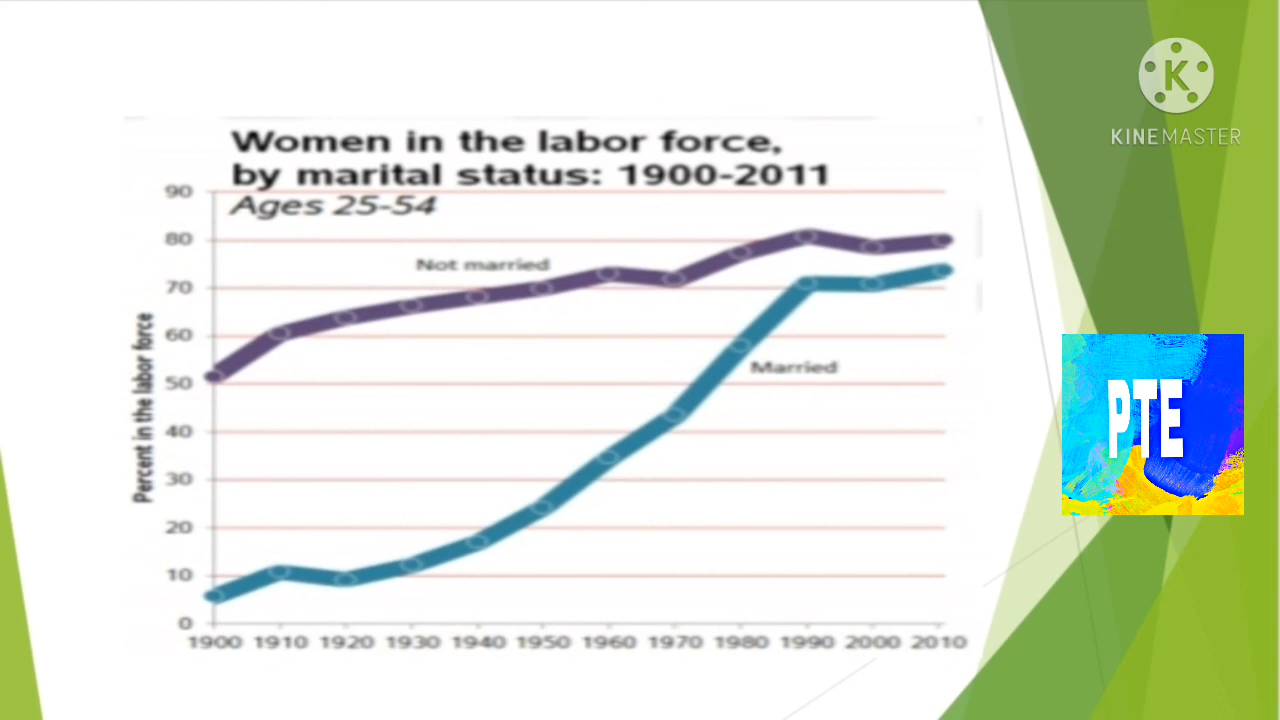 Women in the labor force,
by marital status: 1900-2011
Ages 25-54
Percent in the labor force
90
80
70
60
50
40
30
20
10
0
Not married
Married
1900 1910 1920 1930 1940 1950 1960 1970 1980 1990 2000 2010
K
KINEMASTER
PTE